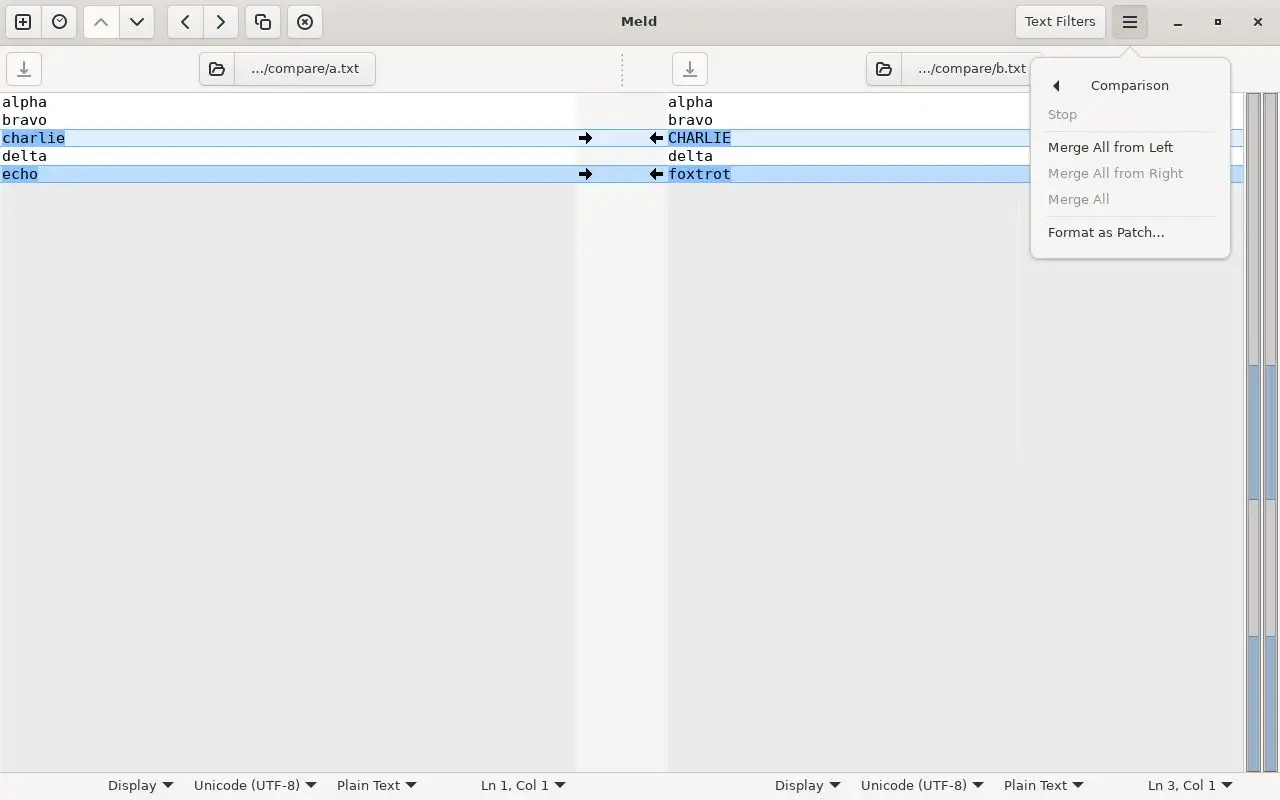 Meld
Text Filters
.../compare/a.txt
.../compare/b.txt
alpha
bravo
charlie
delta
echo
alpha
bravo
CHARLIE
delta
foxtrot
Comparison
Stop
Merge All from Left
Merge All from Right
Merge All
Format as Patch...
Display
Unicode (UTF-8)
Plain Text
Ln 1, Col 1
Display
Unicode (UTF-8)
Plain Text
Ln 3, Col 1